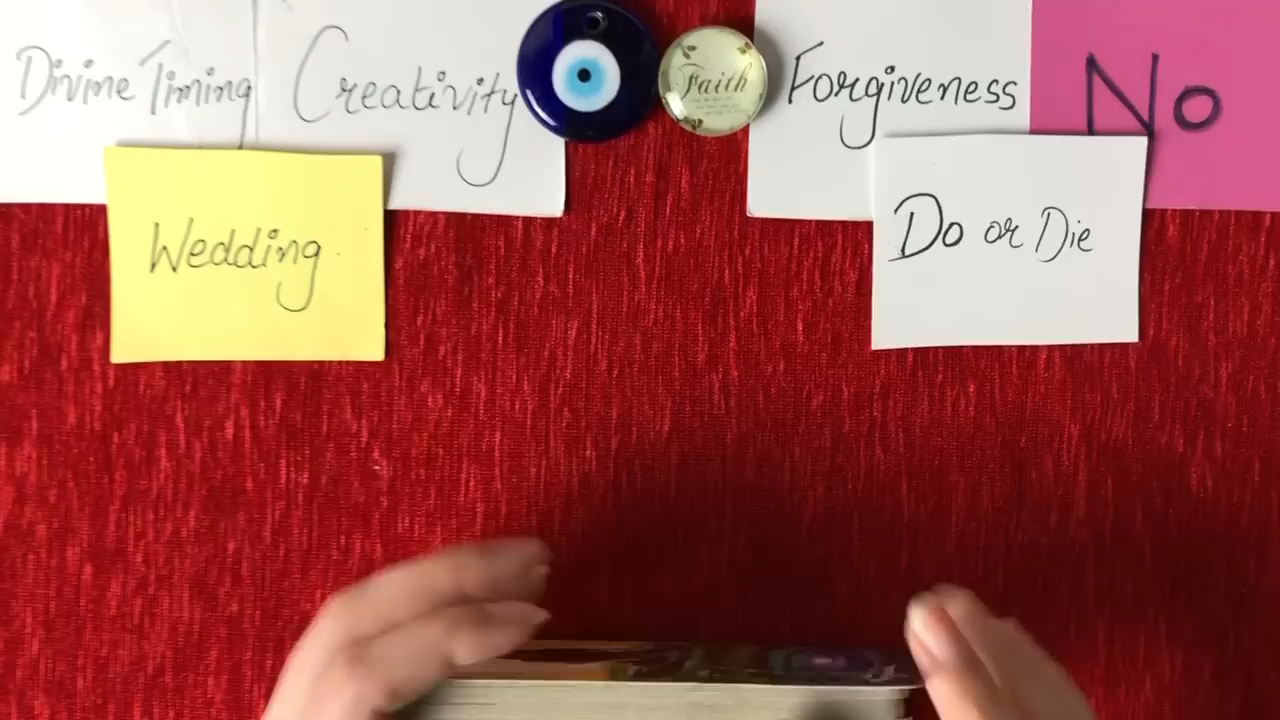 Divine Timing
Creativity
Faith
Forgiveness
No
Wedding
Do or Die